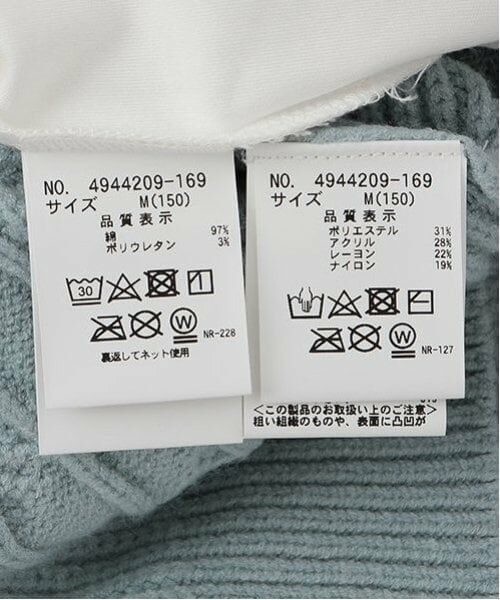 NO. 4944209-169
サイズ M(150)
品質表示
綿 97%
ポリウレタン 3%
30
W
NR-228
裏返してネット使用
NO. 4944209-169
サイズ M(150)
品質表示
ポリエステル 31%
アクリル 28%
レーヨン 22%
ナイロン 19%
W
NR-127
<この製品のお取扱い上のご注意>
粗い組織のものや、表面に凸凹が